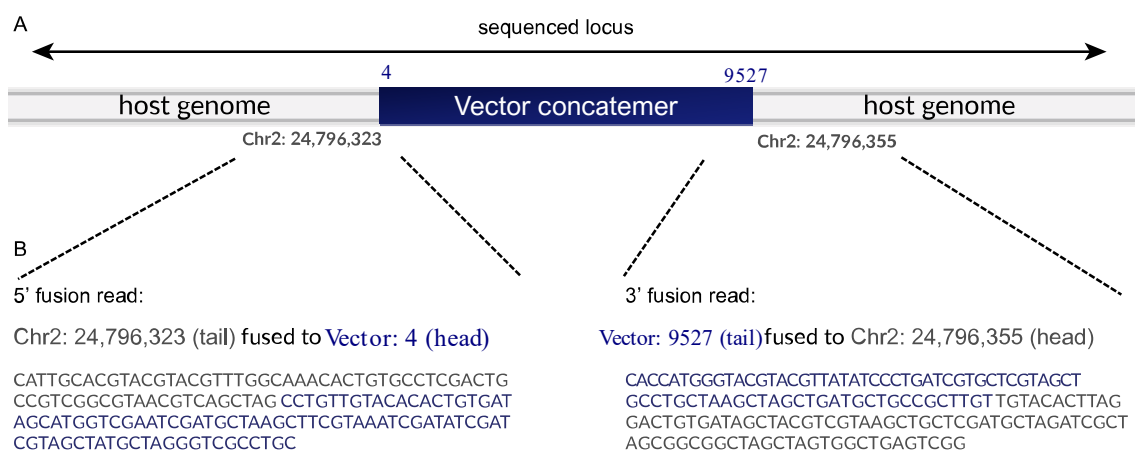 A
sequenced locus
4
9527
host genome
Vector concatemer
host genome
Chr2: 24,796,323
Chr2: 24,796,355
B
5' fusion read:
Chr2: 24,796,323 (tail) fused to Vector: 4 (head)
CATTGCACGTACGTACGTTTGGCAAACACTGTGCCTCGACTG
CCGTCGGCGTAACGTCAGCTAG CCTGTTGTACACACTGTGAT
AGCATGGTCGAATCGATGCTAAGCTTCGTAAATCGATATCGAT
CGTAGCTATGCTAGGGTCGCCTGC
3' fusion read:
Vector: 9527 (tail) fused to Chr2: 24,796,355 (head)
CACCATGGGTACGTACGTTATATCCCTGATCGTGCTCGTAGCT
GCCTGCTAAGCTAGCTGATGCTGCCGCTTGT TGTACACTTAG
GACTGTGATAGCTACGTCGTAAGCTGCTCGATGCTAGATCGCT
AGCGGCGGCTAGCTAGTGGCTGAGTCGG